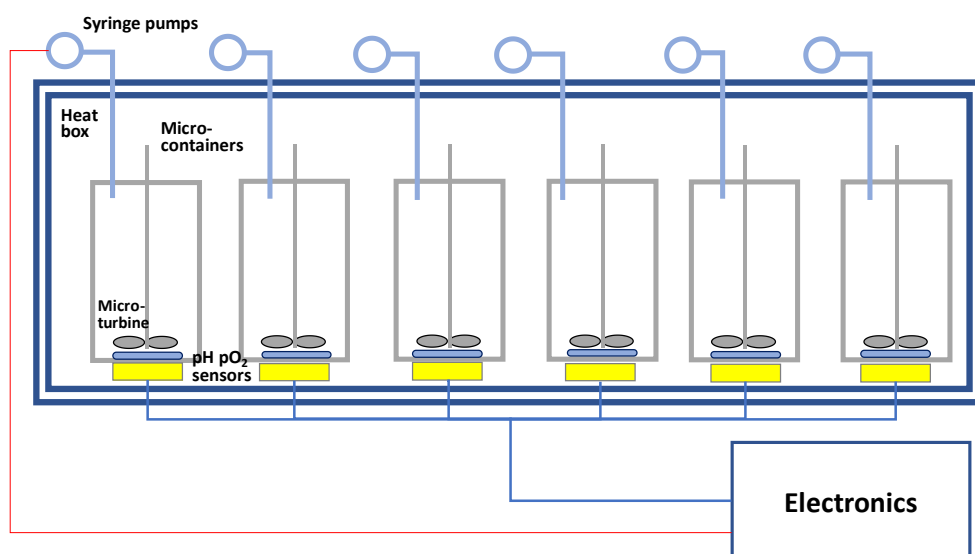 Syringe pumps
Heat
box
Micro-
containers
Micro-
turbine
pH pO₂
sensors
Electronics